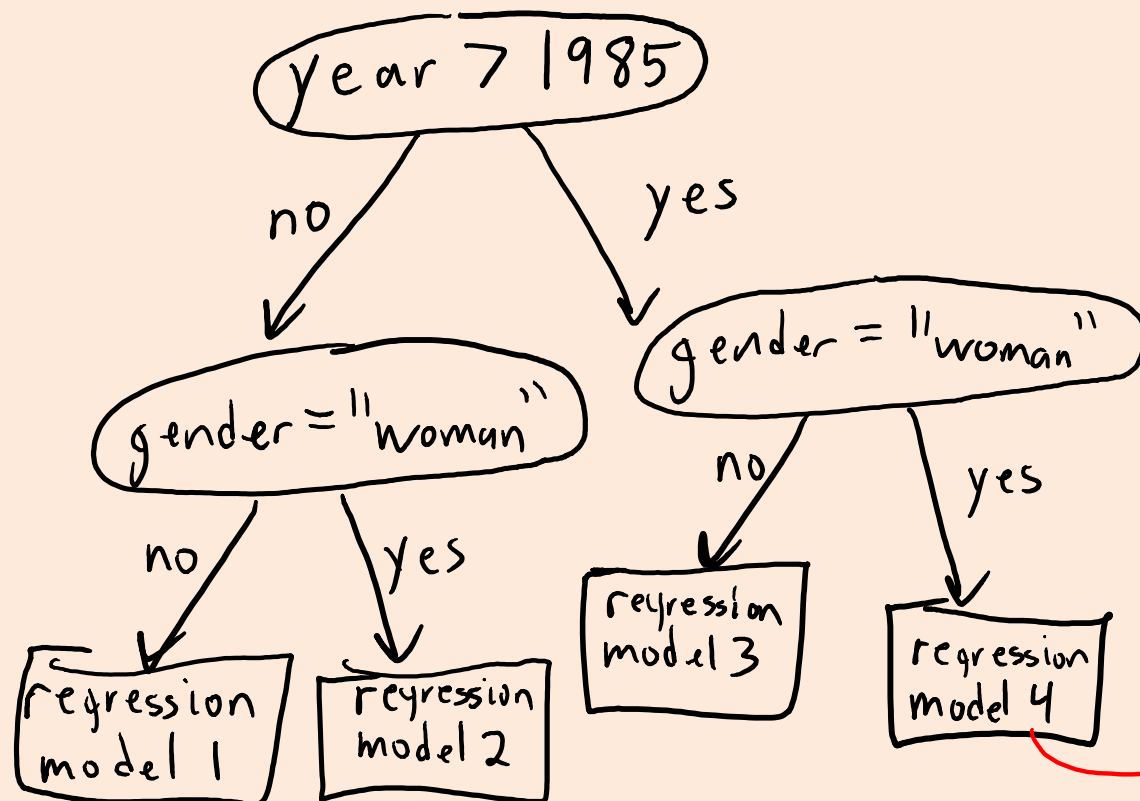 year > 1985
no
yes
gender = "woman"
gender = "woman"
no
yes
no
yes
regression
model 1
regression
model 2
regression
model 3
regression
model 4